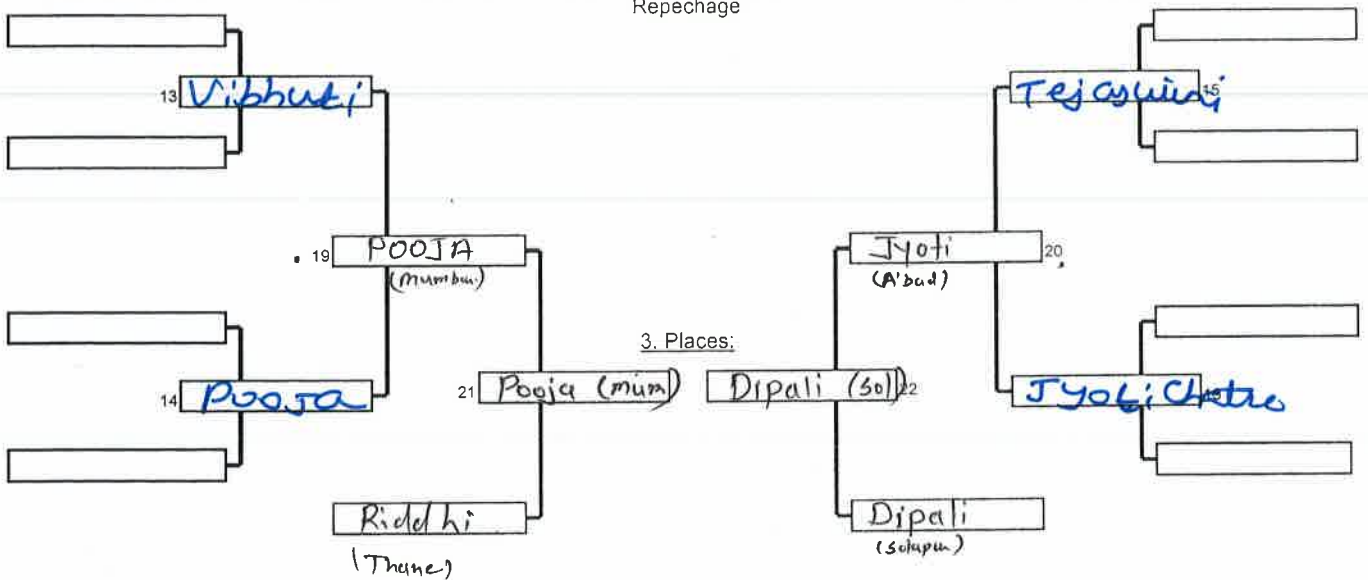 Repechage
13 Vibhuti
Tejaswini 15
19 POOJA
(Mumbai)
Jyoti 20
(A'bad)
3. Places:
14 POOJA
21 Pooja (mum)
Dipali (sol) 22
Jyoti
Riddhi
(Thane)
Dipali
(Solapur)